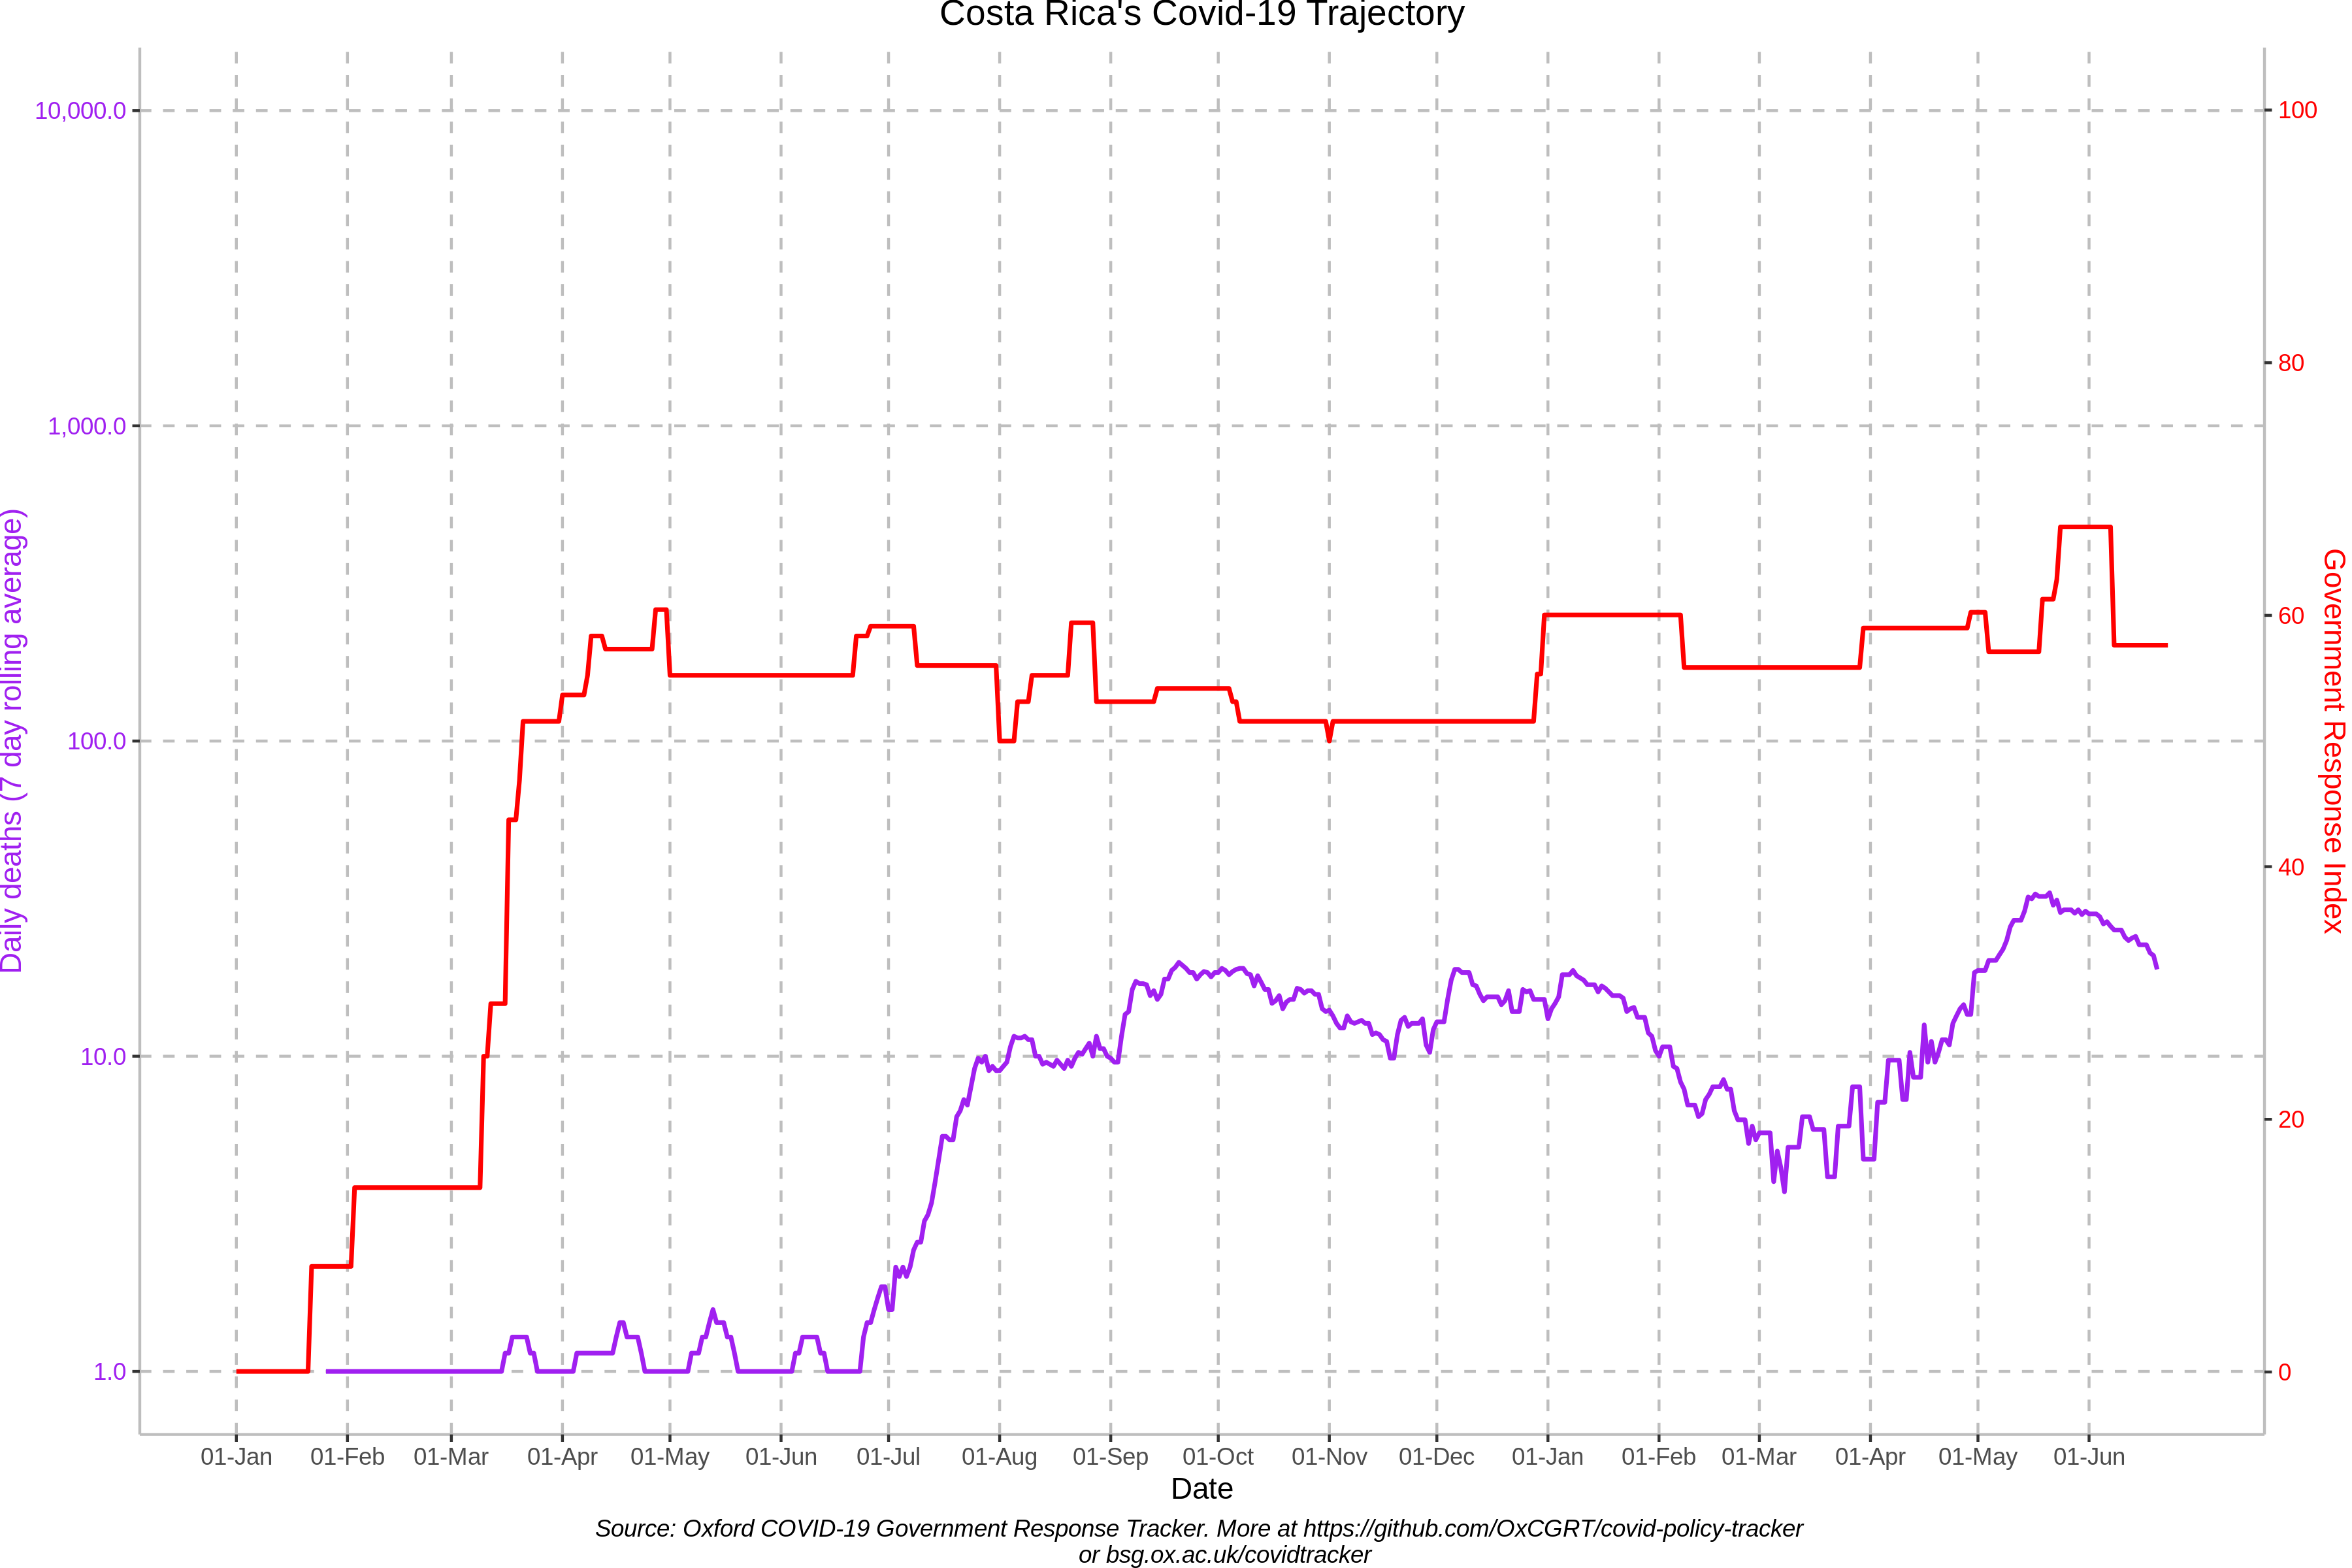 Costa Rica's Covid-19 Trajectory
10,000.0
1,000.0
100.0
10.0
1.0
Daily deaths (7 day rolling average)
100
80
60
40
20
0
Government Response Index
01-Jan 01-Feb 01-Mar 01-Apr 01-May 01-Jun 01-Jul 01-Aug 01-Sep 01-Oct 01-Nov 01-Dec 01-Jan 01-Feb 01-Mar 01-Apr 01-May 01-Jun
Date
Source: Oxford COVID-19 Government Response Tracker. More at https://github.com/OxCGRT/covid-policy-tracker
or bsg.ox.ac.uk/covidtracker